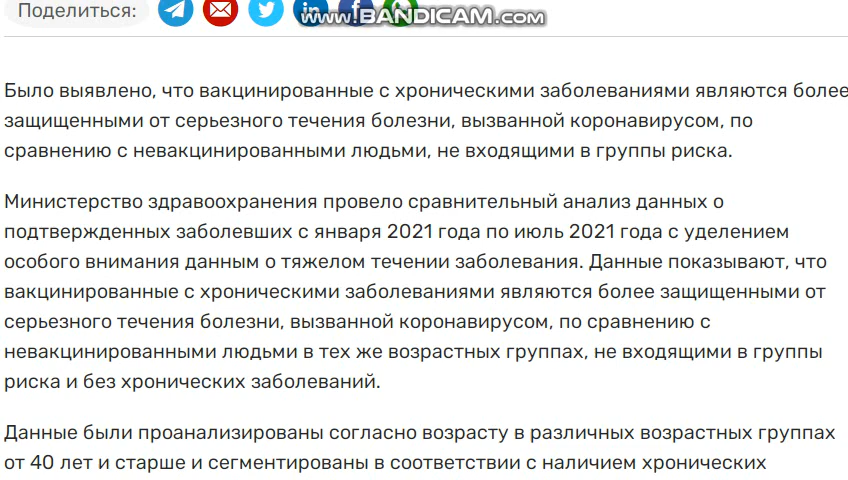 Поделиться:
www.BANDICAM.com
Было выявлено, что вакцинированные с хроническими заболеваниями являются более
защищенными от серьезного течения болезни, вызванной коронавирусом, по
сравнению с невакцинированными людьми, не входящими в группы риска.
Министерство здравоохранения провело сравнительный анализ данных о
подтвержденных заболевших с января 2021 года по июль 2021 года с уделением
особого внимания данным о тяжелом течении заболевания. Данные показывают, что
вакцинированные с хроническими заболеваниями являются более защищенными от
серьезного течения болезни, вызванной коронавирусом, по сравнению с
невакцинированными людьми в тех же возрастных группах, не входящими в группы
риска и без хронических заболеваний.
Данные были проанализированы согласно возрасту в различных возрастных группах
от 40 лет и старше и сегментированы в соответствии с наличием хронических